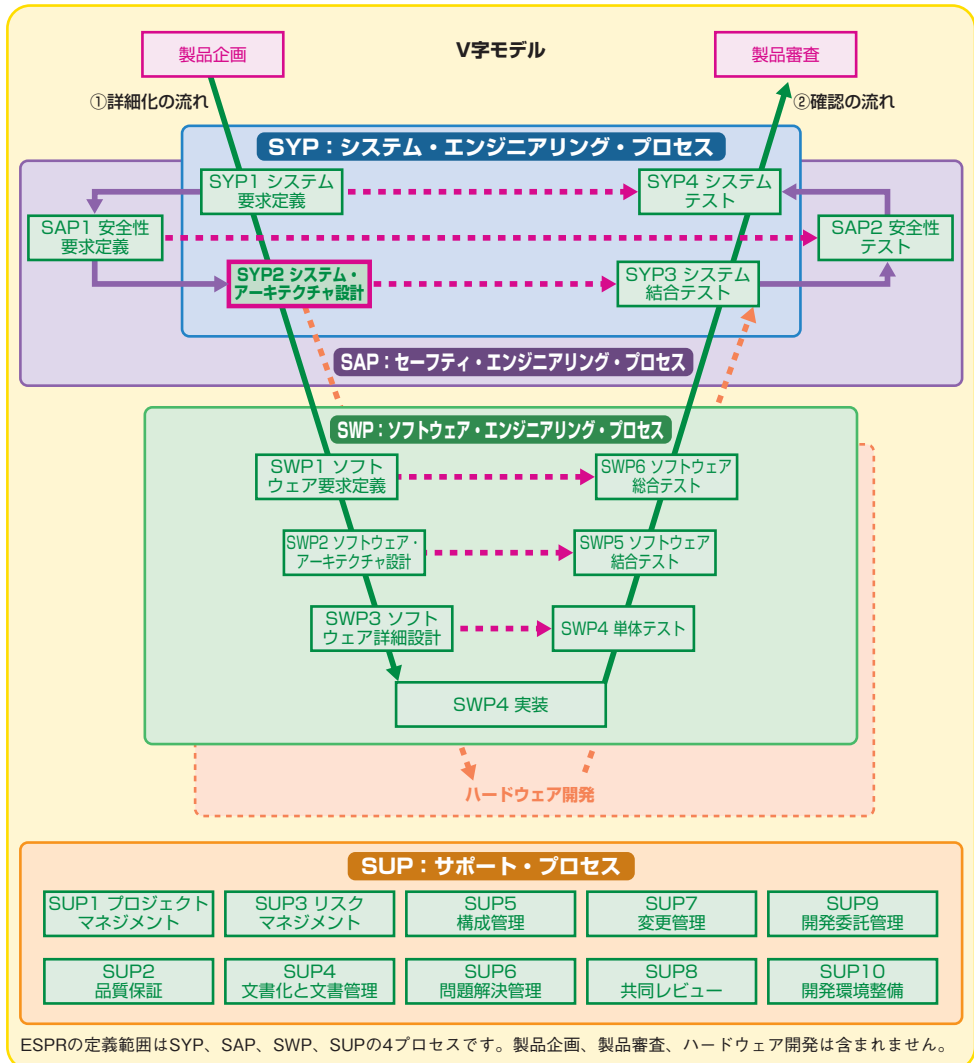 V字モデル
製品企画
製品審査
①詳細化の流れ
②確認の流れ
SYP：システム・エンジニアリング・プロセス
SYP1 システム
要求定義
SYP4 システム
テスト
SAP1 安全性
要求定義
SAP2 安全性
テスト
SYP2 システム・
アーキテクチャ設計
SYP3 システム
結合テスト
SAP：セーフティ・エンジニアリング・プロセス
SWP：ソフトウェア・エンジニアリング・プロセス
SWP1 ソフト
ウェア要求定義
SWP6 ソフトウェア
総合テスト
SWP2 ソフトウェア・
アーキテクチャ設計
SWP5 ソフトウェア
結合テスト
SWP3 ソフト
ウェア詳細設計
SWP4 単体テスト
SWP4 実装
ハードウェア開発
SUP：サポート・プロセス
SUP1 プロジェクト
マネジメント
SUP3 リスク
マネジメント
SUP5
構成管理
SUP7
変更管理
SUP9
開発委託管理
SUP2
品質保証
SUP4
文書化と文書管理
SUP6
問題解決管理
SUP8
共同レビュー
SUP10
開発環境整備
ESPRの定義範囲はSYP、SAP、SWP、SUPの4プロセスです。製品企画、製品審査、ハードウェア開発は含まれません。